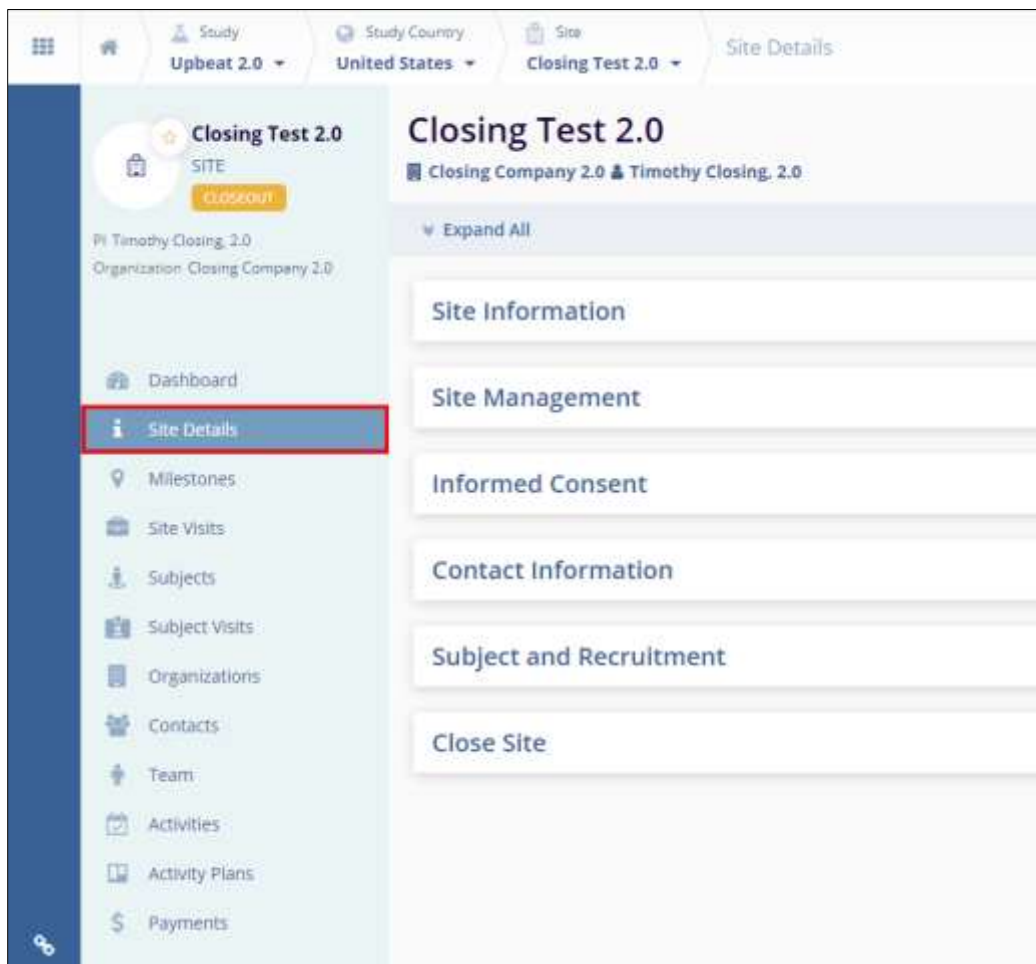 Study
Upbeat 2.0
Study Country
United States
Site
Closing Test 2.0
Site Details
Closing Test 2.0
SITE
CLOSEOUT
PI Timothy Closing, 2.0
Organization Closing Company 2.0
Dashboard
Site Details
Milestones
Site Visits
Subjects
Subject Visits
Organizations
Contacts
Team
Activities
Activity Plans
Payments
Closing Test 2.0
Closing Company 2.0 Timothy Closing, 2.0
Expand All
Site Information
Site Management
Informed Consent
Contact Information
Subject and Recruitment
Close Site